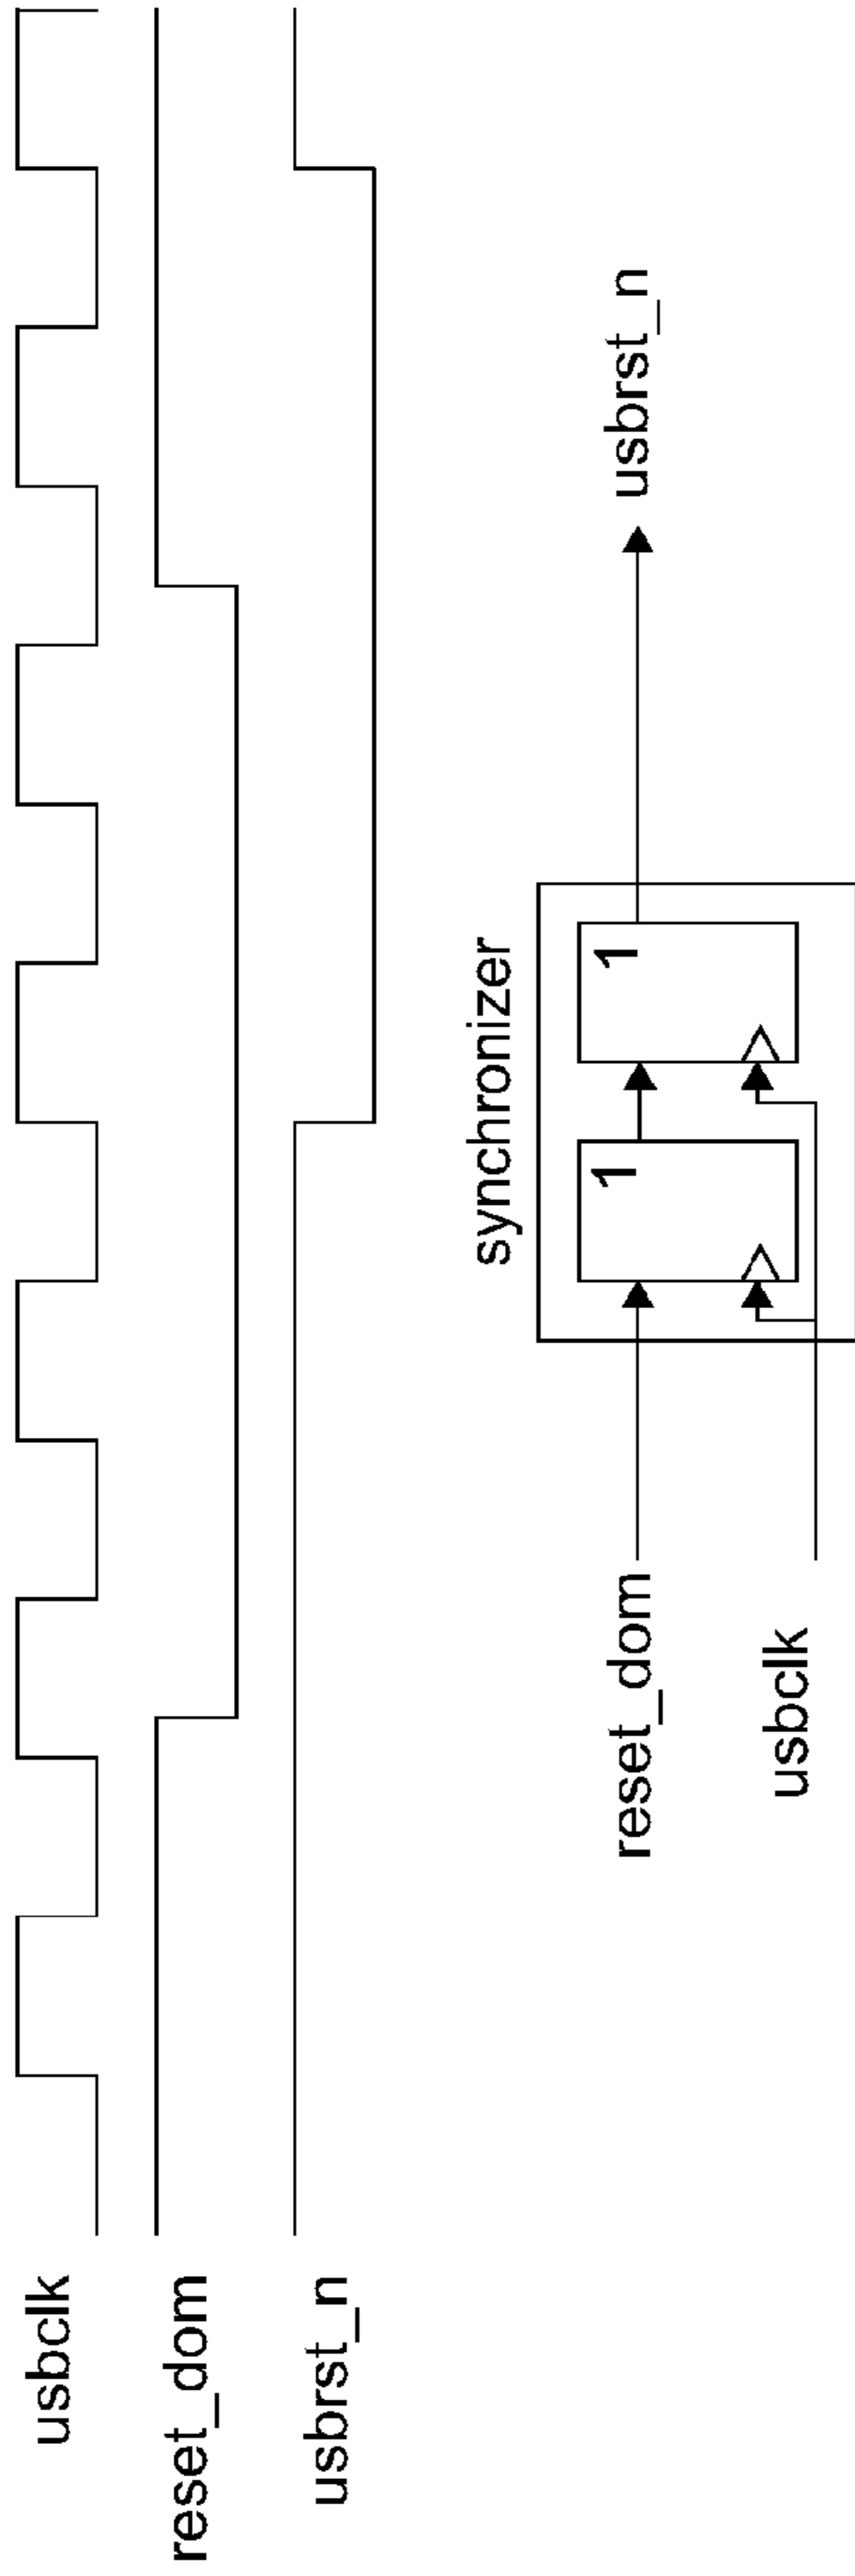 usbclk
reset_dom
usbrst_n
synchronizer
1
1
reset_dom
usbrst_n
usbclk